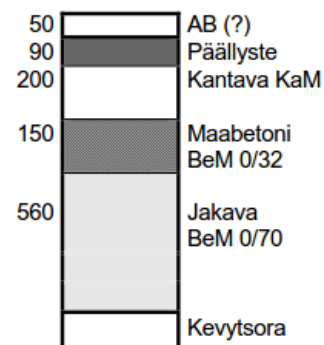 50 AB (?)
90 Päällyste
200 Kantava KaM
150 Maabetoni
BeM 0/32
560 Jakava
BeM 0/70
Kevytsora